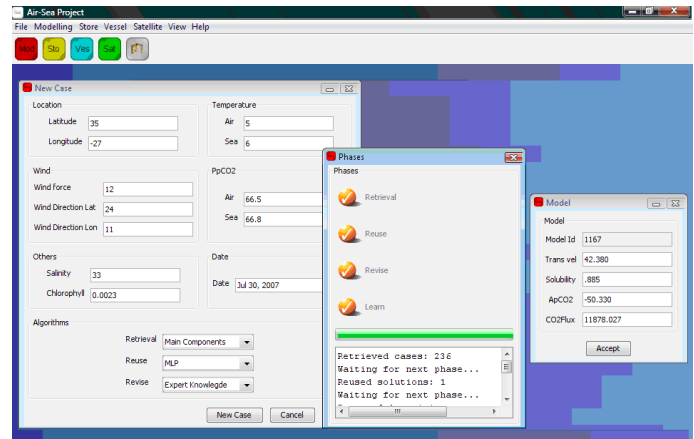 Air-Sea Project
File Modelling Store Vessel Satellite View Help
Mod Sto Ves Sat
New Case
Location
Latitude 35
Longitude -27
Temperature
Air 5
Sea 6
Wind
Wind force 12
Wind Direction Lat 24
Wind Direction Lon 11
PpCO2
Air 66.5
Sea 66.8
Others
Salinity 33
Chlorophyll 0.0023
Date
Date Jul 30, 2007
Algorithms
Retrieval Main Components
Reuse MLP
Revise Expert Knowlegde
New Case Cancel
Phases
Phases
Retrieval
Reuse
Revise
Learn
Retrieved cases: 236
Waiting for next phase...
Reused solutions: 1
Waiting for next phase...
Model
Model
Model Id 1167
Trans vel 42.380
Solubility .885
ApCO2 -50.330
CO2Flux 11878.027
Accept